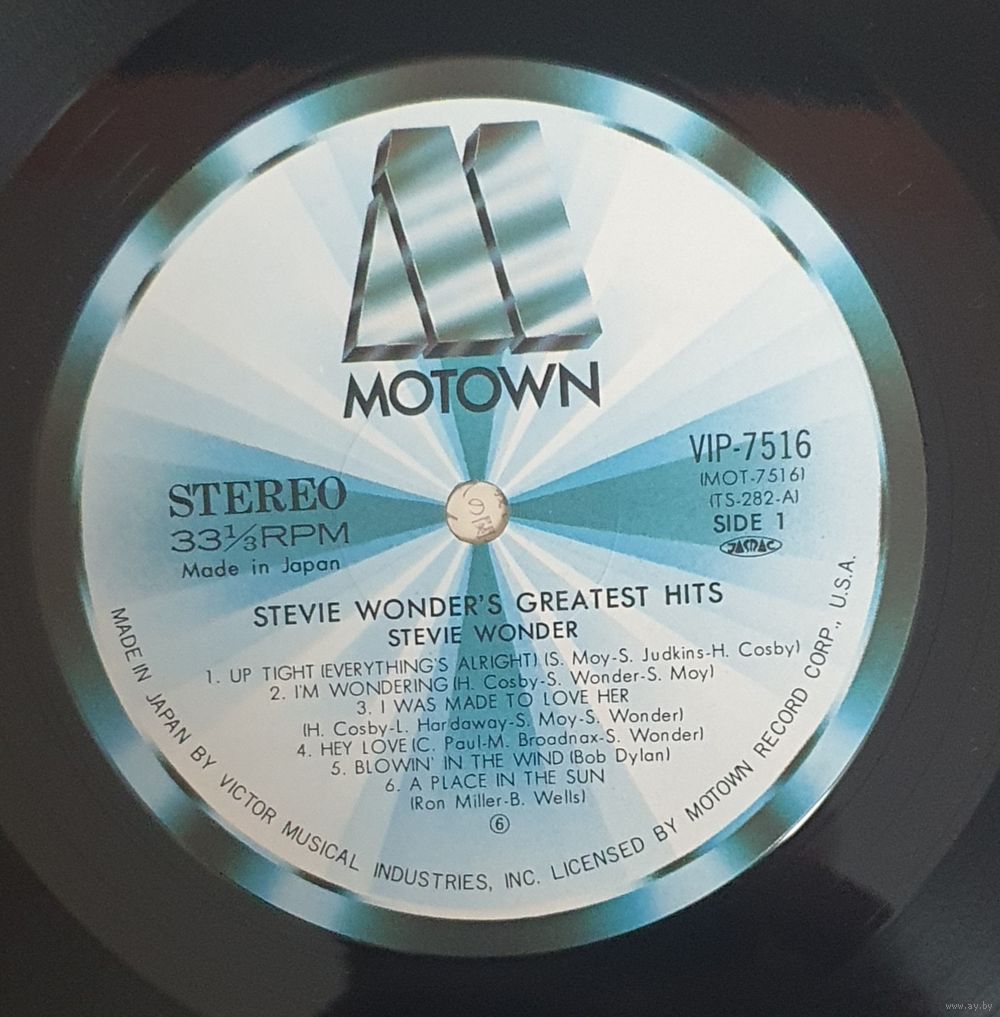 MOTOWN
VIP-7516
(MOT-7516)
(TS-282-A)
SIDE 1
JASRAC
STEREO
33⅓RPM
Made in Japan
STEVIE WONDER'S GREATEST HITS
STEVIE WONDER
1. UP TIGHT (EVERYTHING'S ALRIGHT) (S. Moy-S. Judkins-H. Cosby)
2. I'M WONDERING (H. Cosby-S. Wonder-S. Moy)
3. I WAS MADE TO LOVE HER
(H. Cosby-L. Hardaway-S. Moy-S. Wonder)
4. HEY LOVE (C. Paul-M. Broadnax-S. Wonder)
5. BLOWIN' IN THE WIND (Bob Dylan)
6. A PLACE IN THE SUN
(Ron Miller-B. Wells)
⑥
MADE IN JAPAN BY VICTOR MUSICAL INDUSTRIES, INC. LICENSED BY MOTOWN RECORD CORP., U.S.A.
www.ay.by